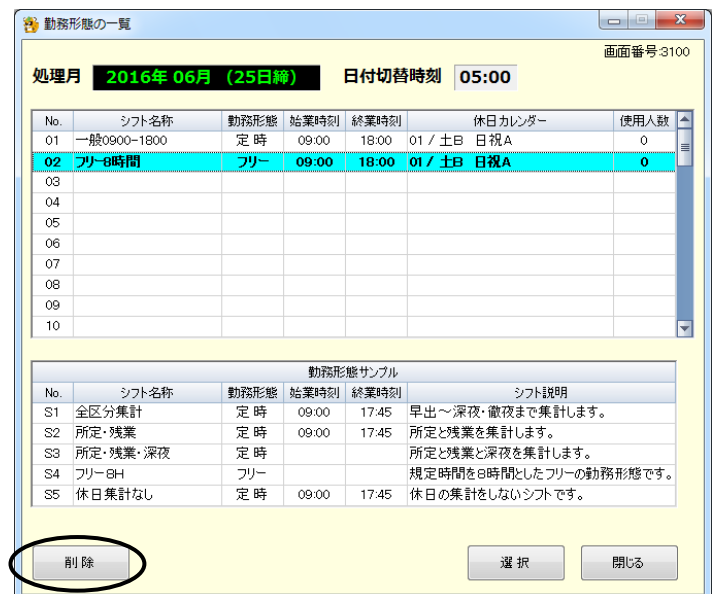 勤務形態の一覧
画面番号:3100
処理月 2016年 06月 (25日締) 日付切替時刻 05:00
No. シフト名称 勤務形態 始業時刻 終業時刻 休日カレンダー 使用人数
01 一般0900-1800 定 時 09:00 18:00 01 / 土B 日祝A 0
02 フリー8時間 フリー 09:00 18:00 01 / 土B 日祝A 0
03
04
05
06
07
08
09
10
勤務形態サンプル
No. シフト名称 勤務形態 始業時刻 終業時刻 シフト説明
S1 全区分集計 定 時 09:00 17:45 早出～深夜・徹夜まで集計します。
S2 所定・残業 定 時 09:00 17:45 所定と残業を集計します。
S3 所定・残業・深夜 定 時 所定と残業と深夜を集計します。
S4 フリー8H フリー 規定時間を8時間としたフリーの勤務形態です。
S5 休日集計なし 定 時 09:00 17:45 休日の集計をしないシフトです。
削 除 選 択 閉じる